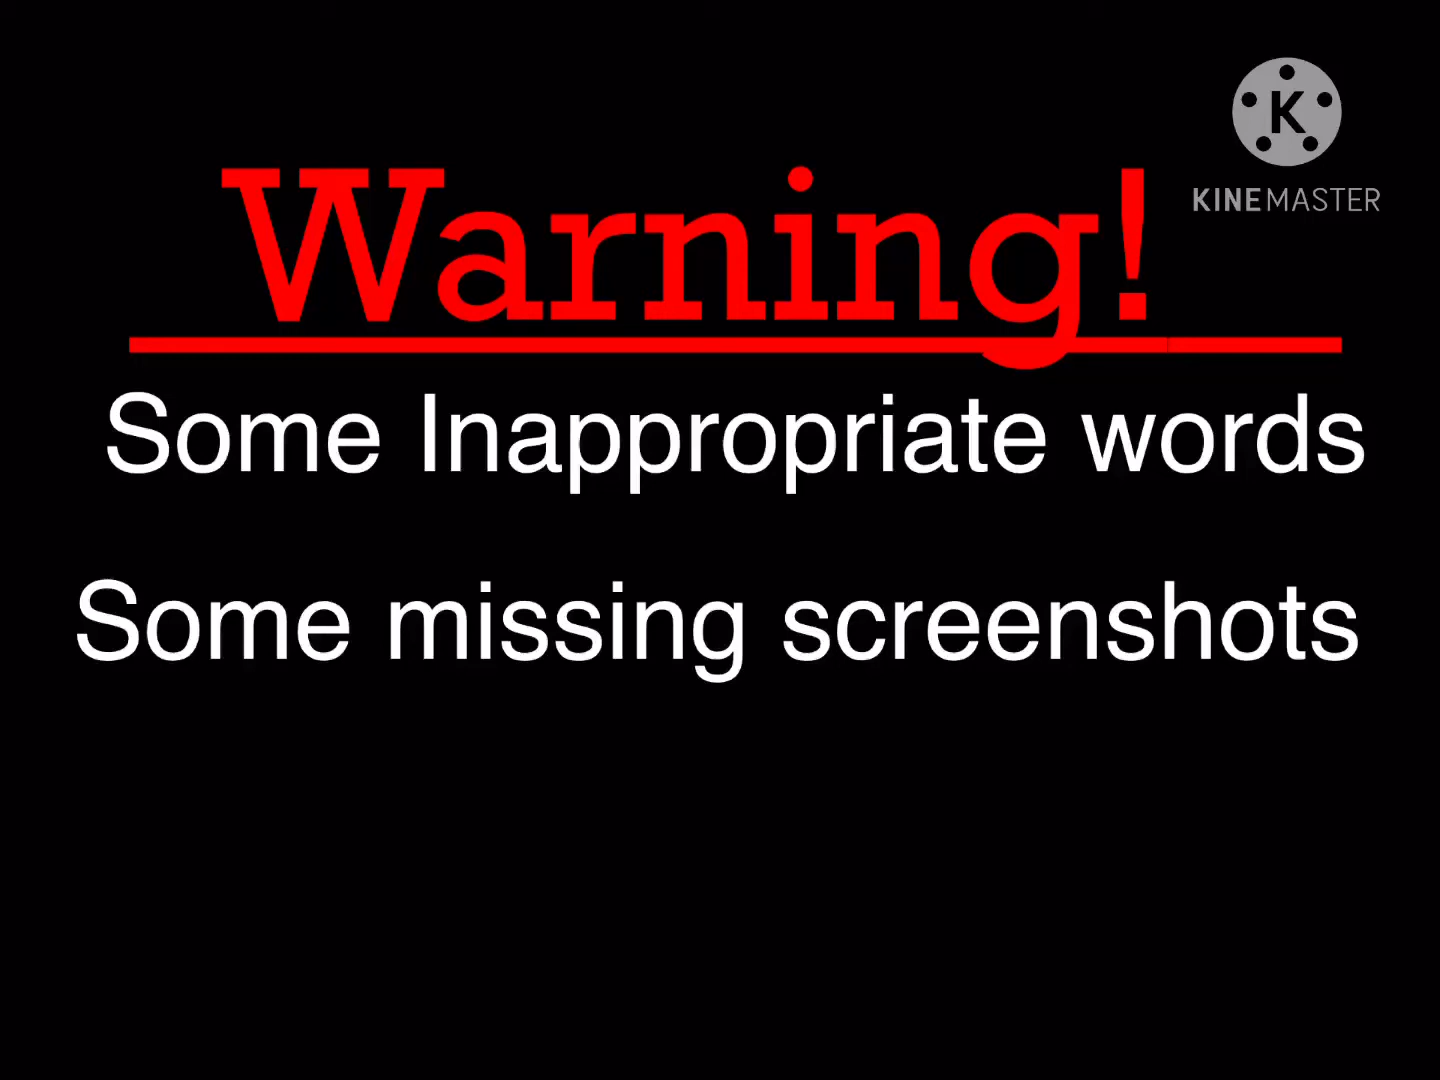 K
KINEMASTER
Warning!
Some Inappropriate words
Some missing screenshots